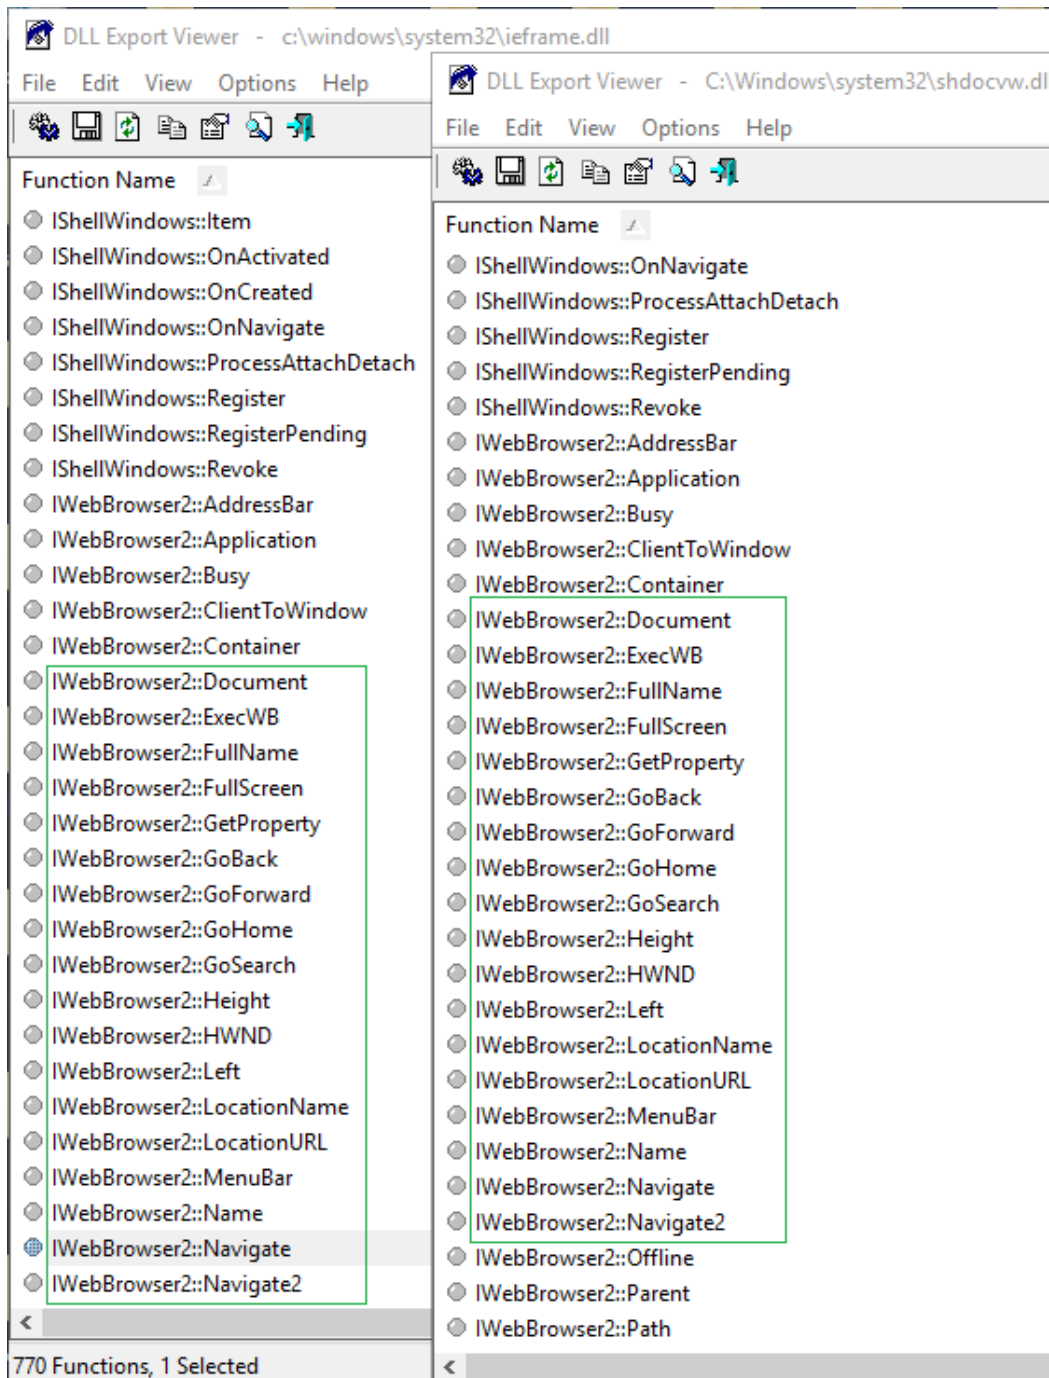 DLL Export Viewer - c:\windows\system32\ieframe.dll
File Edit View Options Help
Function Name
IShellWindows::Item
IShellWindows::OnActivated
IShellWindows::OnCreated
IShellWindows::OnNavigate
IShellWindows::ProcessAttachDetach
IShellWindows::Register
IShellWindows::RegisterPending
IShellWindows::Revoke
IWebBrowser2::AddressBar
IWebBrowser2::Application
IWebBrowser2::Busy
IWebBrowser2::ClientToWindow
IWebBrowser2::Container
IWebBrowser2::Document
IWebBrowser2::ExecWB
IWebBrowser2::FullName
IWebBrowser2::FullScreen
IWebBrowser2::GetProperty
IWebBrowser2::GoBack
IWebBrowser2::GoForward
IWebBrowser2::GoHome
IWebBrowser2::GoSearch
IWebBrowser2::Height
IWebBrowser2::HWND
IWebBrowser2::Left
IWebBrowser2::LocationName
IWebBrowser2::LocationURL
IWebBrowser2::MenuBar
IWebBrowser2::Name
IWebBrowser2::Navigate
IWebBrowser2::Navigate2
770 Functions, 1 Selected
DLL Export Viewer - C:\Windows\system32\shdocvw.dl
File Edit View Options Help
Function Name
IShellWindows::OnNavigate
IShellWindows::ProcessAttachDetach
IShellWindows::Register
IShellWindows::RegisterPending
IShellWindows::Revoke
IWebBrowser2::AddressBar
IWebBrowser2::Application
IWebBrowser2::Busy
IWebBrowser2::ClientToWindow
IWebBrowser2::Container
IWebBrowser2::Document
IWebBrowser2::ExecWB
IWebBrowser2::FullName
IWebBrowser2::FullScreen
IWebBrowser2::GetProperty
IWebBrowser2::GoBack
IWebBrowser2::GoForward
IWebBrowser2::GoHome
IWebBrowser2::GoSearch
IWebBrowser2::Height
IWebBrowser2::HWND
IWebBrowser2::Left
IWebBrowser2::LocationName
IWebBrowser2::LocationURL
IWebBrowser2::MenuBar
IWebBrowser2::Name
IWebBrowser2::Navigate
IWebBrowser2::Navigate2
IWebBrowser2::Offline
IWebBrowser2::Parent
IWebBrowser2::Path